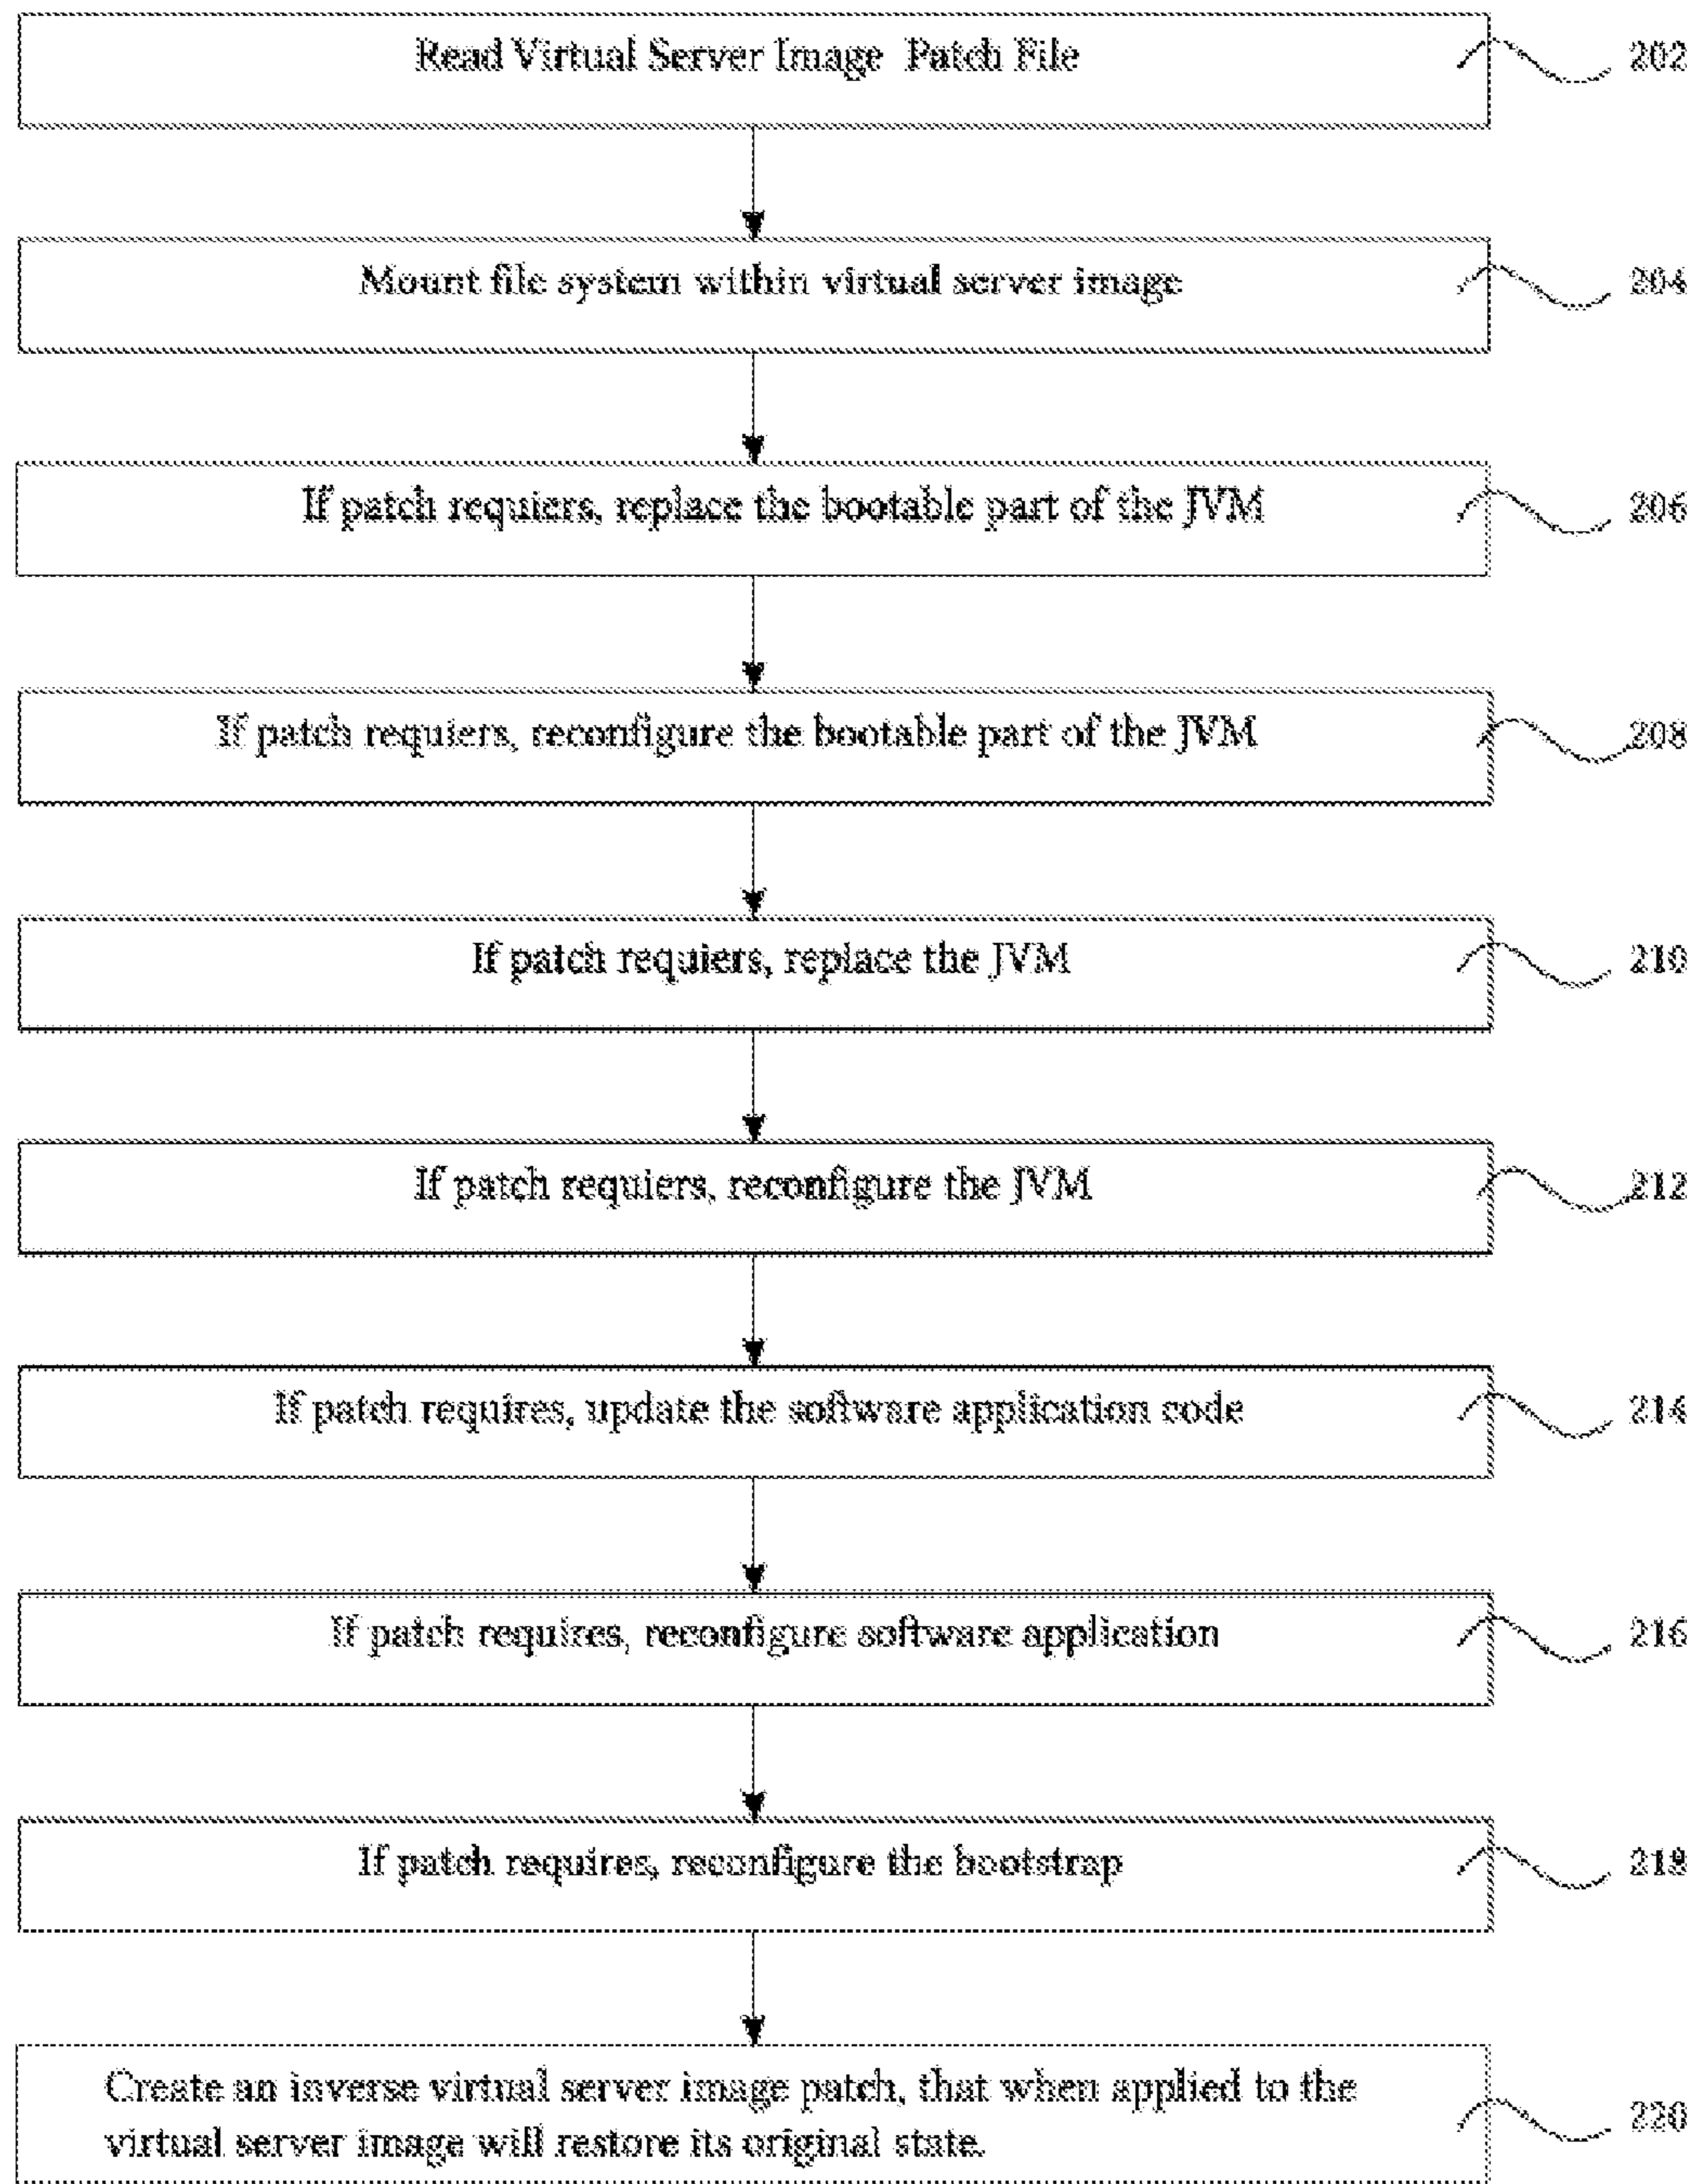 Read Virtual Server Image Patch File
202
Mount file system within virtual server image
204
If patch requiers, replace the bootable part of the JVM
206
If patch requiers, reconfigure the bootable part of the JVM
208
If patch requiers, replace the JVM
210
If patch requiers, reconfigure the JVM
212
If patch requires, update the software application code
214
If patch requires, reconfigure software application
216
If patch requires, reconfigure the bootstrap
218
Create an inverse virtual server image patch, that when applied to the
virtual server image will restore its original state.
220